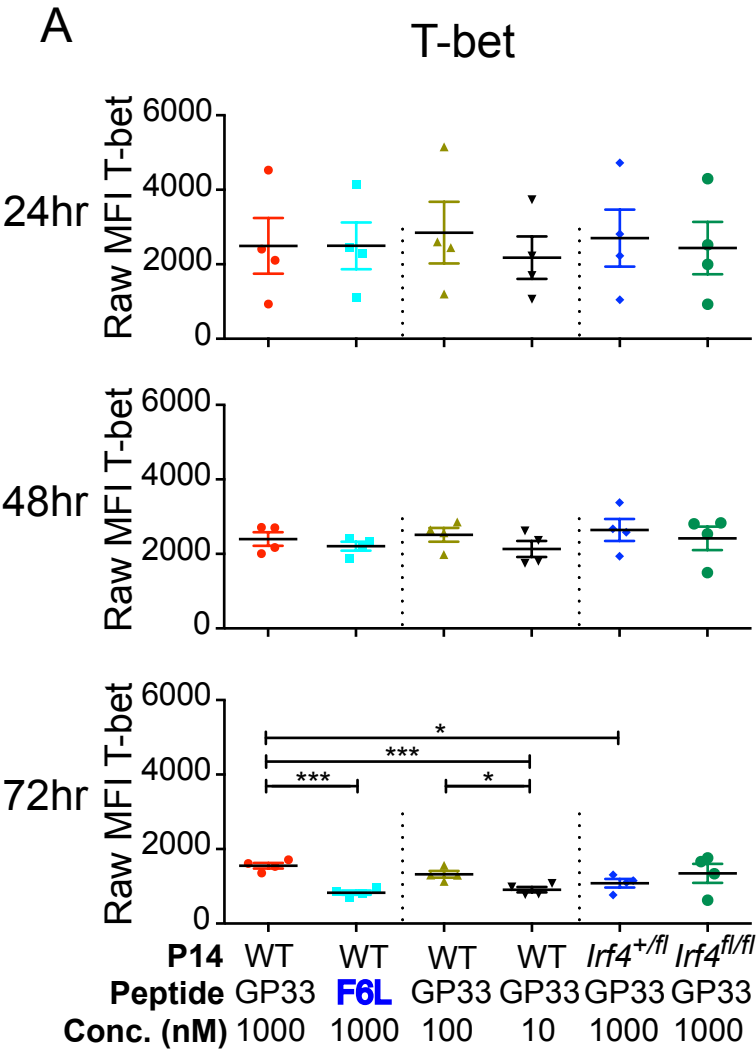 A
T-bet
24hr
Raw MFI T-bet
6000
4000
2000
0
48hr
Raw MFI T-bet
6000
4000
2000
0
72hr
Raw MFI T-bet
6000
4000
2000
0
*
***
*** *
P14 WT WT WT WT Irf4+/fl Irf4fl/fl
Peptide GP33 F6L GP33 GP33 GP33 GP33
Conc. (nM) 1000 1000 100 10 1000 1000